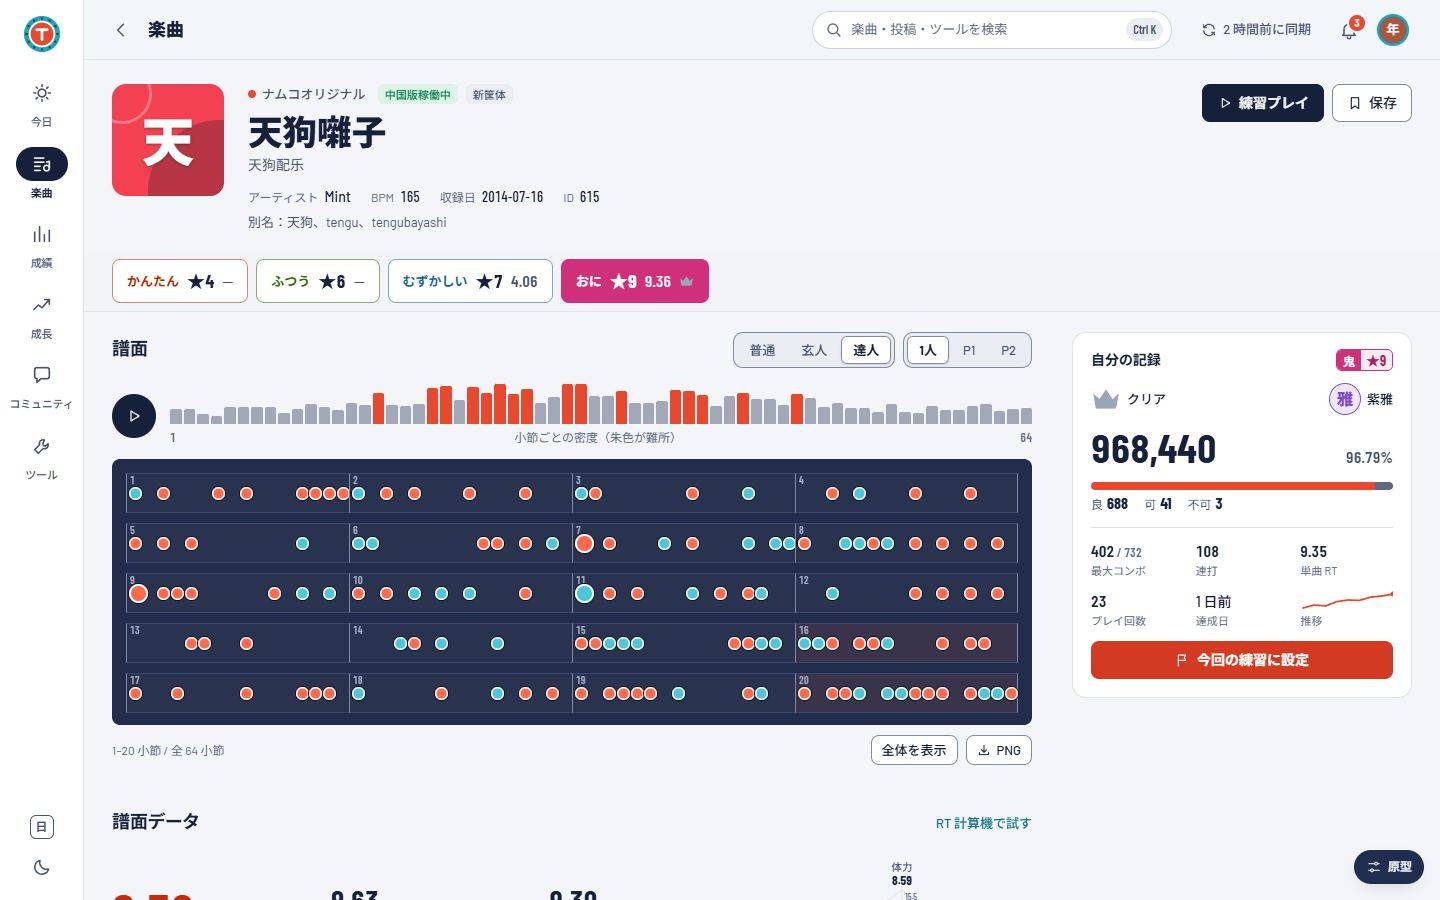 T
楽曲
楽曲・投稿・ツールを検索
Ctrl K
2 時間前に同期
3
年
今日
楽曲
成績
成長
コミュニティ
ツール
日
天
ナムコオリジナル
中国版稼働中
新筐体
天狗囃子
天狗配乐
アーティスト Mint BPM 165 収録日 2014-07-16 ID 615
別名：天狗、tengu、tengubayashi
練習プレイ
保存
かんたん ★4 –
ふつう ★6 –
むずかしい ★7 4.06
おに ★9 9.36
譜面
普通 玄人 達人
1人 P1 P2
1
小節ごとの密度（朱色が難所）
64
1 2 3 4
5 6 7 8
9 10 11 12
13 14 15 16
17 18 19 20
1–20 小節 / 全 64 小節
全体を表示
PNG
自分の記録
鬼 ★9
クリア
雅 紫雅
968,440
96.79%
良 688 可 41 不可 3
402 / 732
最大コンボ
108
連打
9.35
単曲 RT
23
プレイ回数
1 日前
達成日
推移
今回の練習に設定
譜面データ
RT 計算機で試す
体力
8.59
15.5
9.63
9.30
原型